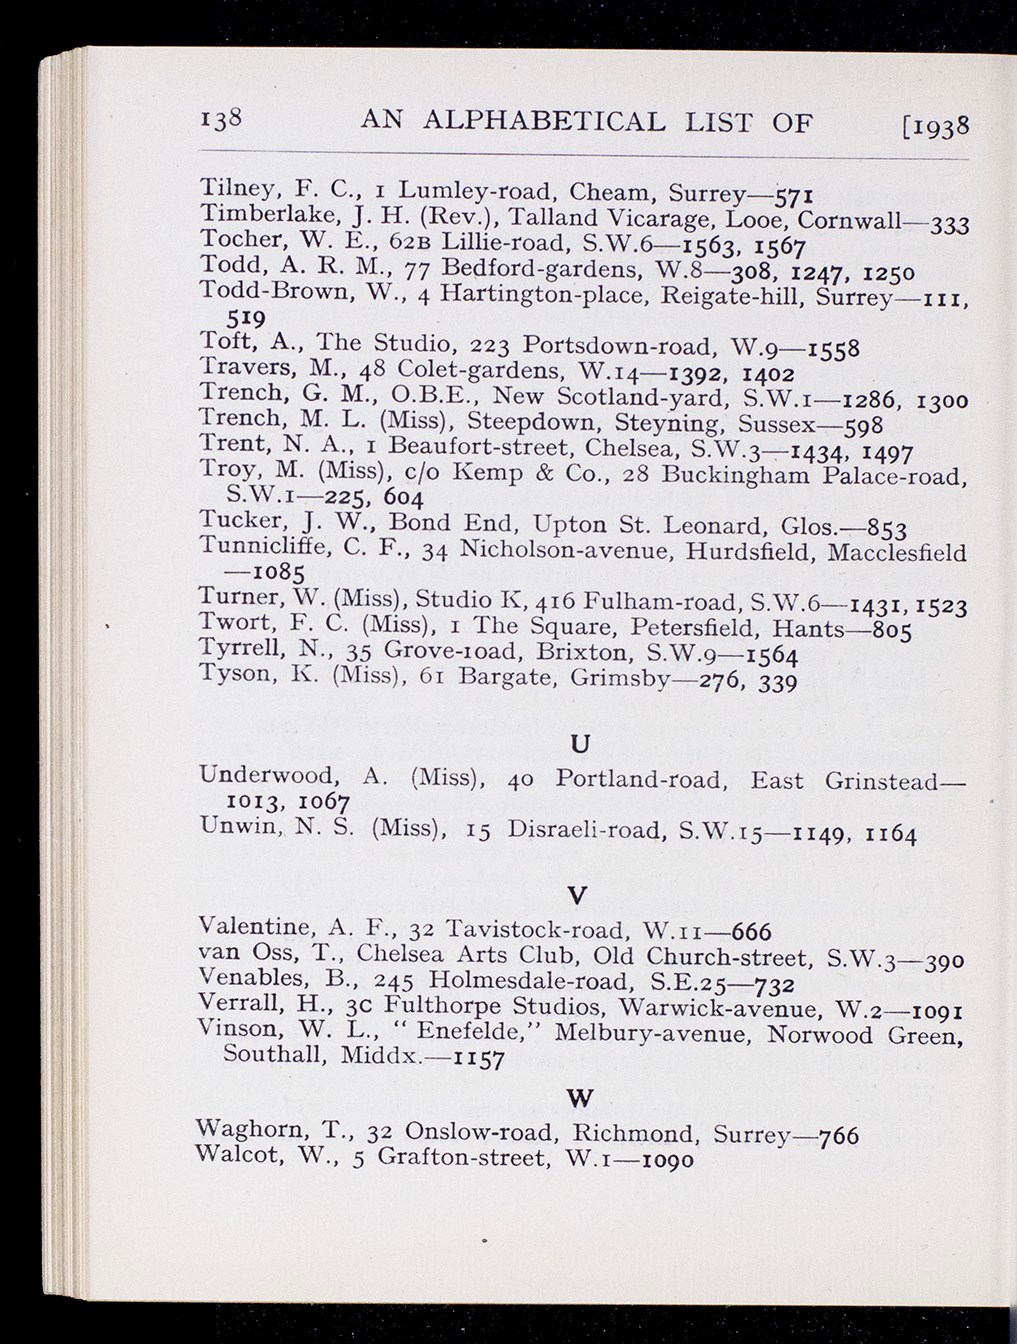 138 AN ALPHABETICAL LIST OF [1938
Tilney, F. C., 1 Lumley-road, Cheam, Surrey—571
Timberlake, J. H. (Rev.), Talland Vicarage, Looe, Cornwall—333
Tocher, W. E., 62B Lillie-road, S.W.6—1563, 1567
Todd, A. R. M., 77 Bedford-gardens, W.8—308, 1247, 1250
Todd-Brown, W., 4 Hartington-place, Reigate-hill, Surrey—111,
519
Toft, A., The Studio, 223 Portsdown-road, W.9—1558
Travers, M., 48 Colet-gardens, W.14—1392, 1402
Trench, G. M., O.B.E., New Scotland-yard, S.W.1—1286, 1300
Trench, M. L. (Miss), Steepdown, Steyning, Sussex—598
Trent, N. A., 1 Beaufort-street, Chelsea, S.W.3—1434, 1497
Troy, M. (Miss), c/o Kemp & Co., 28 Buckingham Palace-road,
S.W.1—225, 604
Tucker, J. W., Bond End, Upton St. Leonard, Glos.—853
Tunnicliffe, C. F., 34 Nicholson-avenue, Hurdsfield, Macclesfield
—1085
Turner, W. (Miss), Studio K, 416 Fulham-road, S.W.6—1431, 1523
Twort, F. C. (Miss), 1 The Square, Petersfield, Hants—805
Tyrrell, N., 35 Grove-road, Brixton, S.W.9—1564
Tyson, K. (Miss), 61 Bargate, Grimsby—276, 339
U
Underwood, A. (Miss), 40 Portland-road, East Grinstead—
1013, 1067
Unwin, N. S. (Miss), 15 Disraeli-road, S.W.15—1149, 1164
V
Valentine, A. F., 32 Tavistock-road, W.11—666
van Oss, T., Chelsea Arts Club, Old Church-street, S.W.3—390
Venables, B., 245 Holmesdale-road, S.E.25—732
Verrall, H., 3C Fulthorpe Studios, Warwick-avenue, W.2—1091
Vinson, W. L., “ Enefelde,” Melbury-avenue, Norwood Green,
Southall, Middx.—1157
W
Waghorn, T., 32 Onslow-road, Richmond, Surrey—766
Walcot, W., 5 Grafton-street, W.1—1090